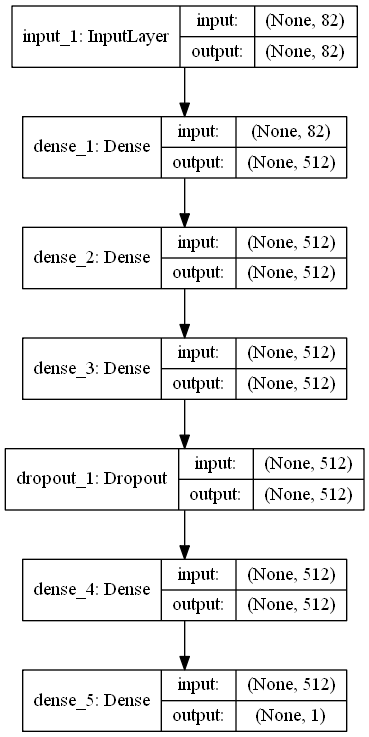 input_1: InputLayer input: (None, 82)
output: (None, 82)
dense_1: Dense input: (None, 82)
output: (None, 512)
dense_2: Dense input: (None, 512)
output: (None, 512)
dense_3: Dense input: (None, 512)
output: (None, 512)
dropout_1: Dropout input: (None, 512)
output: (None, 512)
dense_4: Dense input: (None, 512)
output: (None, 512)
dense_5: Dense input: (None, 512)
output: (None, 1)